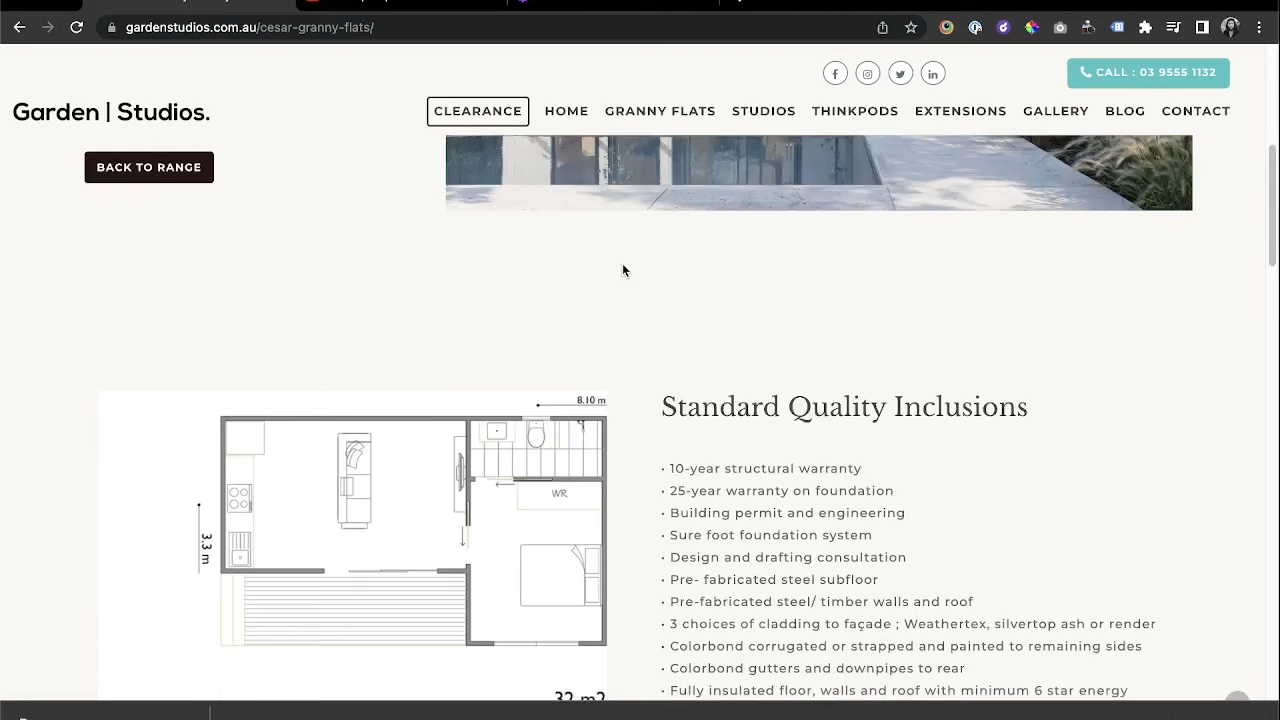 gardenstudios.com.au/cesar-granny-flats/
CALL : 03 9555 1132
Garden | Studios.
CLEARANCE HOME GRANNY FLATS STUDIOS THINKPODS EXTENSIONS GALLERY BLOG CONTACT
BACK TO RANGE
8.10 m
3.3 m
WR
32 m2
Standard Quality Inclusions
• 10-year structural warranty
• 25-year warranty on foundation
• Building permit and engineering
• Sure foot foundation system
• Design and drafting consultation
• Pre- fabricated steel subfloor
• Pre-fabricated steel/ timber walls and roof
• 3 choices of cladding to façade ; Weathertex, silvertop ash or render
• Colorbond corrugated or strapped and painted to remaining sides
• Colorbond gutters and downpipes to rear
• Fully insulated floor, walls and roof with minimum 6 star energy